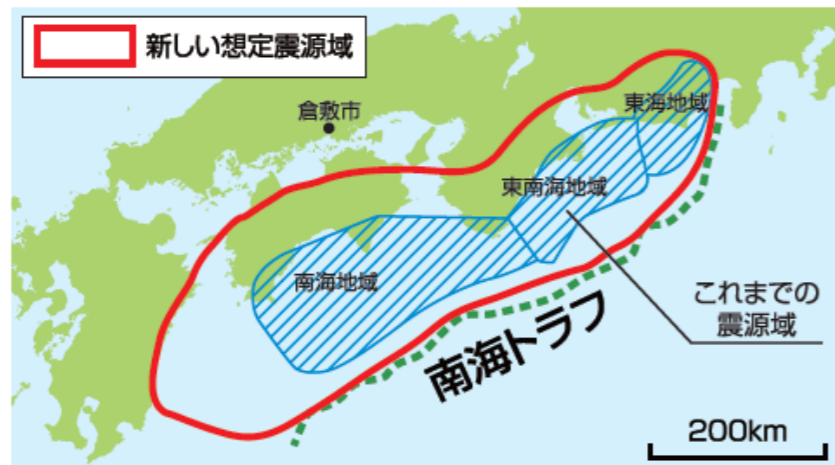 新しい想定震源域
倉敷市
東海地域
東南海地域
南海地域
これまでの
震源域
南海トラフ
200km